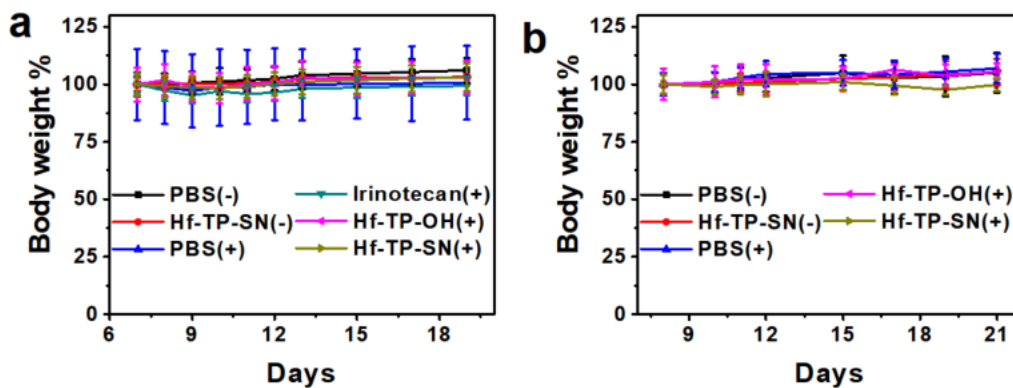 a
Body weight %
125
100
75
50
25
0
PBS(-)
Hf-TP-SN(-)
PBS(+)
Irinotecan(+)
Hf-TP-OH(+)
Hf-TP-SN(+)
6 9 12 15 18
Days
b
Body weight %
125
100
75
50
25
0
PBS(-)
Hf-TP-SN(-)
PBS(+)
Hf-TP-OH(+)
Hf-TP-SN(+)
9 12 15 18 21
Days